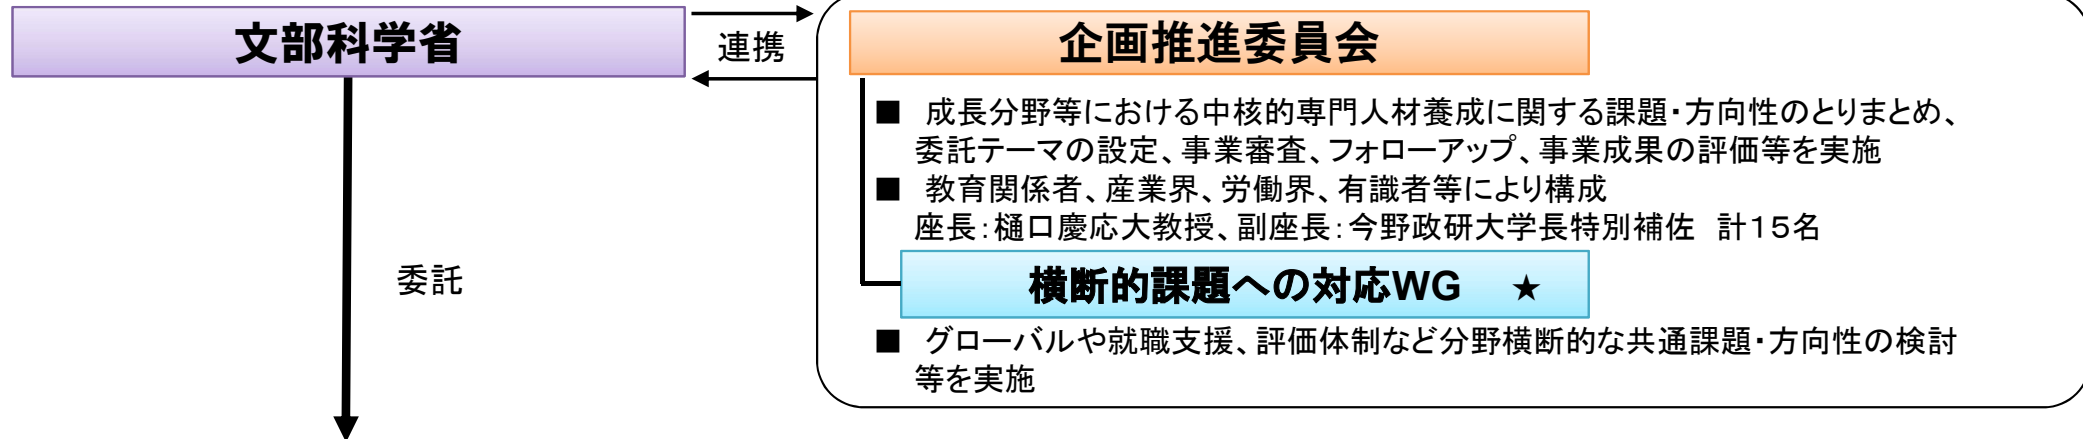 文部科学省
連携
委託
企画推進委員会
■ 成長分野等における中核的専門人材養成に関する課題・方向性のとりまとめ、
委託テーマの設定、事業審査、フォローアップ、事業成果の評価等を実施
■ 教育関係者、産業界、労働界、有識者等により構成
座長：樋口慶応大教授、副座長：今野政研大学長特別補佐 計１５名
横断的課題への対応WG ★
■ グローバルや就職支援、評価体制など分野横断的な共通課題・方向性の検討
等を実施